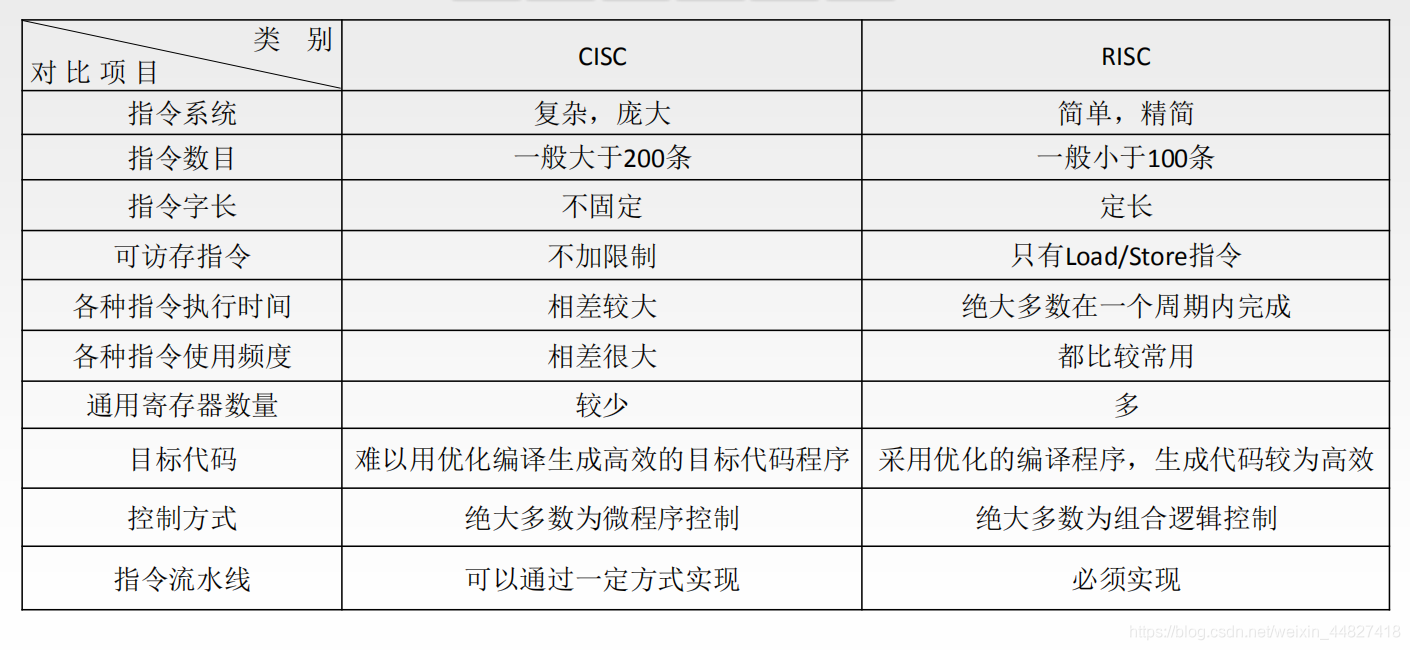 类 别
对比项目
CISC
RISC
指令系统
复杂，庞大
简单，精简
指令数目
一般大于200条
一般小于100条
指令字长
不固定
定长
可访存指令
不加限制
只有Load/Store指令
各种指令执行时间
相差较大
绝大多数在一个周期内完成
各种指令使用频度
相差很大
都比较常用
通用寄存器数量
较少
多
目标代码
难以用优化编译生成高效的目标代码程序
采用优化的编译程序，生成代码较为高效
控制方式
绝大多数为微程序控制
绝大多数为组合逻辑控制
指令流水线
可以通过一定方式实现
必须实现
https://blog.csdn.net/weixin_44827418